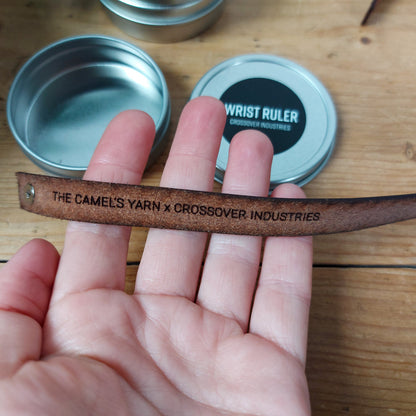 WRIST RULER
CROSSOVER INDUSTRIES
THE CAMEL'S YARN x CROSSOVER INDUSTRIES